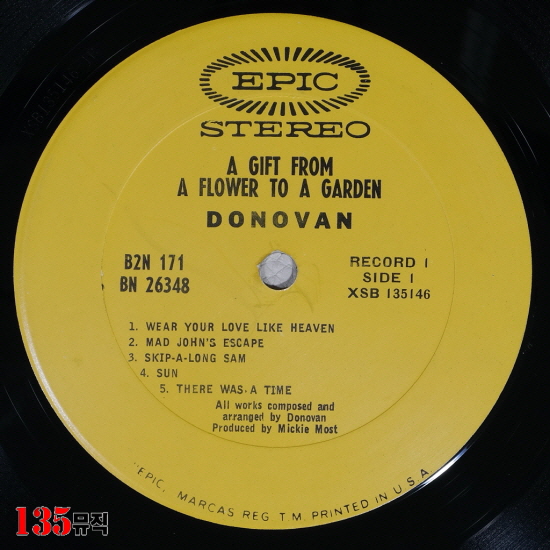 EPIC
STEREO
A GIFT FROM
A FLOWER TO A GARDEN
DONOVAN
B2N 171
BN 26348
RECORD 1
SIDE 1
XSB 135146
1. WEAR YOUR LOVE LIKE HEAVEN
2. MAD JOHN'S ESCAPE
3. SKIP-A-LONG SAM
4. SUN
5. THERE WAS A TIME
All works composed and
arranged by Donovan
Produced by Mickie Most
EPIC, MARCAS REG. T.M. PRINTED IN U.S.A
135뮤직